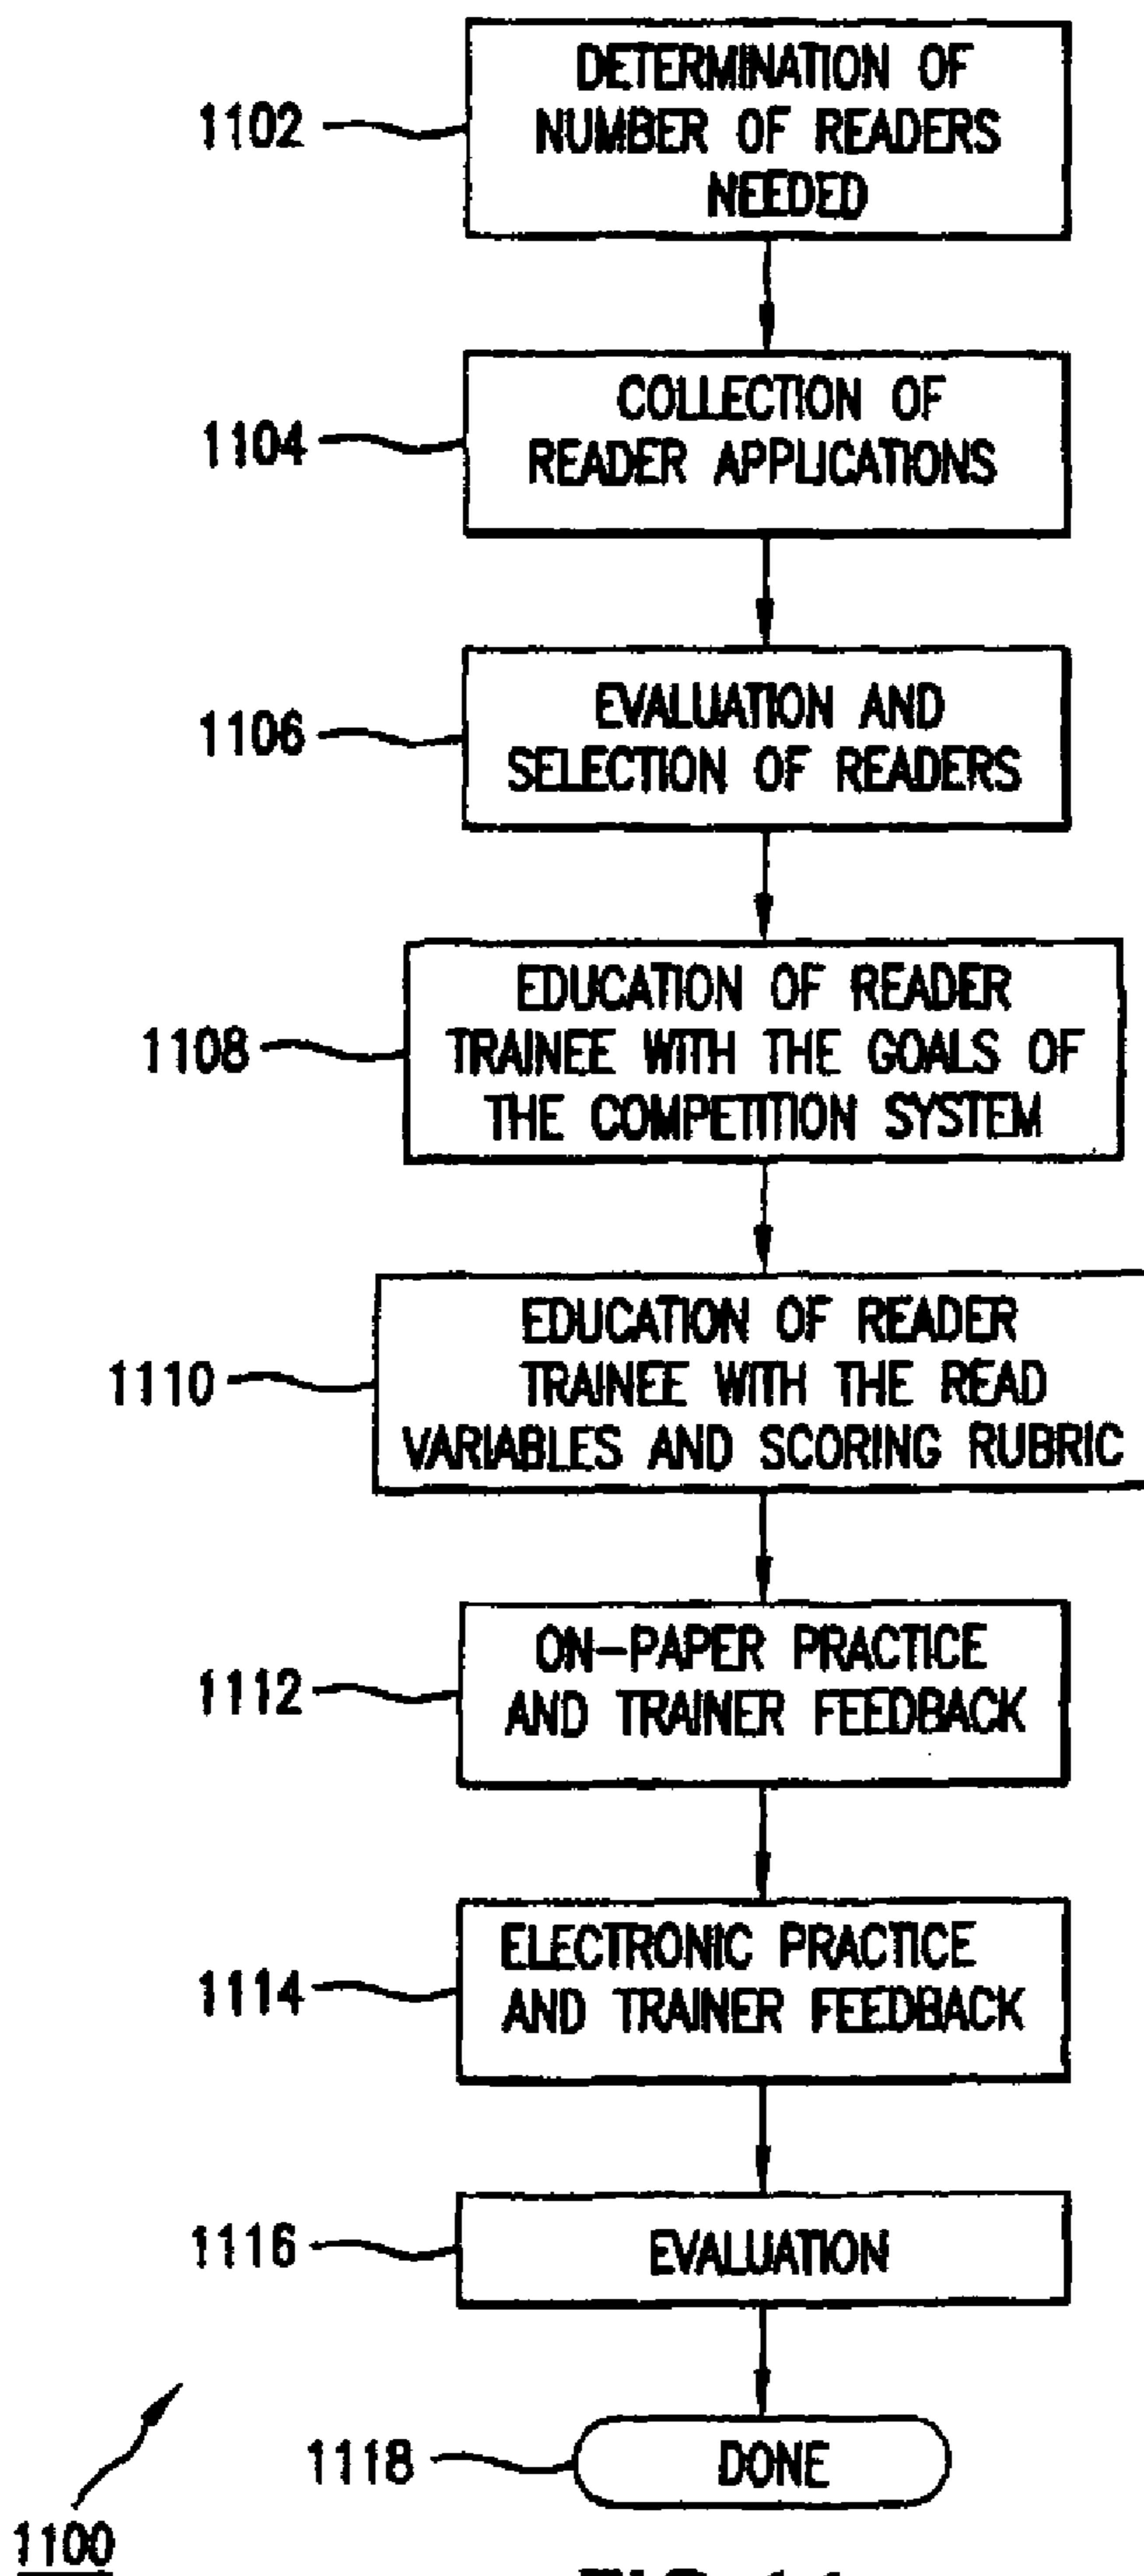 DETERMINATION OF
1102 NUMBER OF READERS
NEEDED
COLLECTION OF
1104 READER APPLICATIONS
1106 EVALUATION AND
SELECTION OF READERS
EDUCATION OF READER
1108 TRAINEE WITH THE GOALS OF
THE COMPETITION SYSTEM
EDUCATION OF READER
1110 TRAINEE WITH THE READ
VARIABLES AND SCORING RUBRIC
ON-PAPER PRACTICE
1112 AND TRAINER FEEDBACK
ELECTRONIC PRACTICE
1114 AND TRAINER FEEDBACK
1116 EVALUATION
1118 DONE
1100